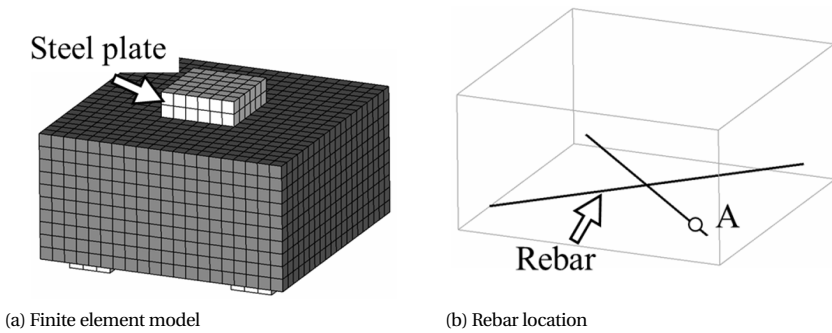 Steel plate
A
Rebar
(a) Finite element model
(b) Rebar location